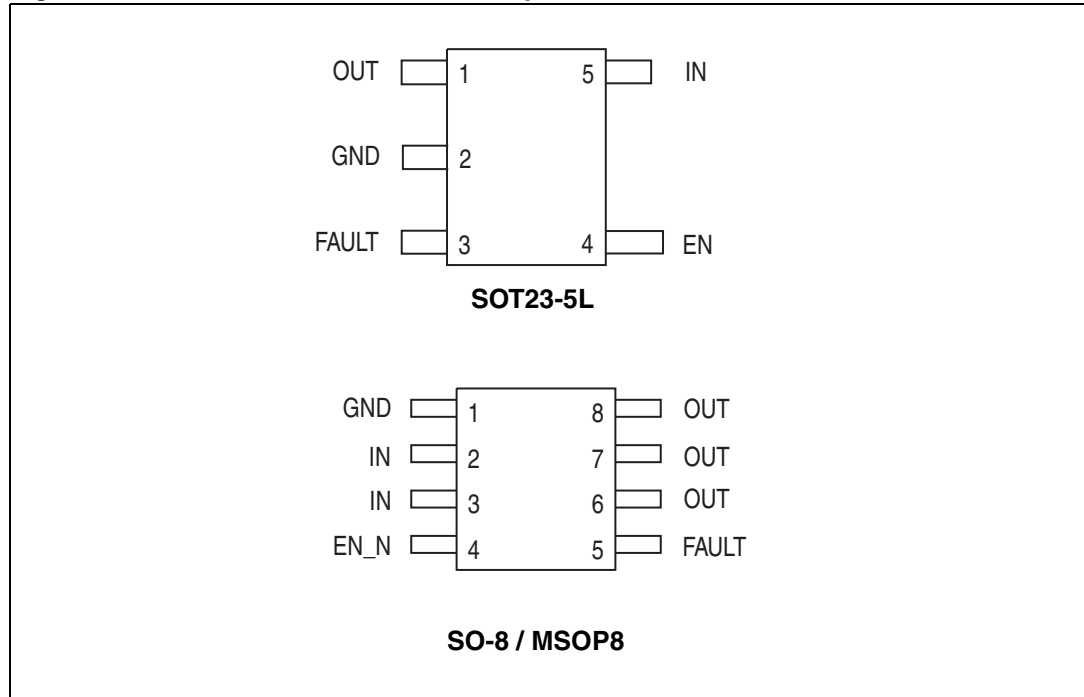 OUT 1 5 IN
GND 2
FAULT 3 4 EN
SOT23-5L
GND 1 8 OUT
IN 2 7 OUT
IN 3 6 OUT
EN_N 4 5 FAULT
SO-8 / MSOP8